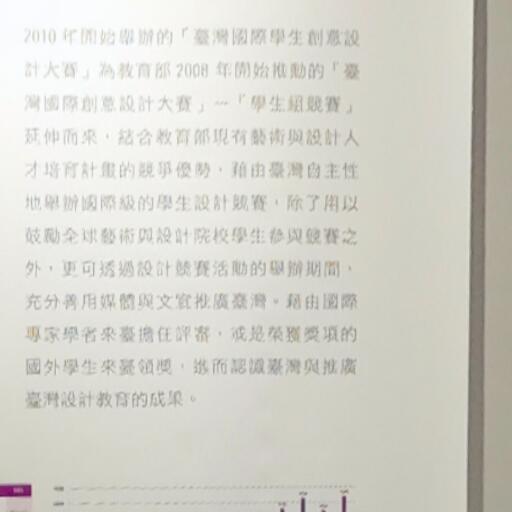 2010 年開始舉辦的「臺灣國際學生創意設
計大賽」為教育部 2008 年開始推動的「臺
灣國際創意設計大賽」－「學生組競賽」
延伸而來，結合教育部現有藝術與設計人
才培育計畫的競爭優勢，藉由臺灣自主性
地舉辦國際級的學生設計競賽，除了用以
鼓勵全球藝術與設計院校學生參與競賽之
外，更可透過設計競賽活動的舉辦期間，
充分善用媒體與文宣推廣臺灣。藉由國際
專家學者來臺擔任評審，或是榮獲獎項的
國外學生來臺領獎，進而認識臺灣與推廣
臺灣設計教育的成果。